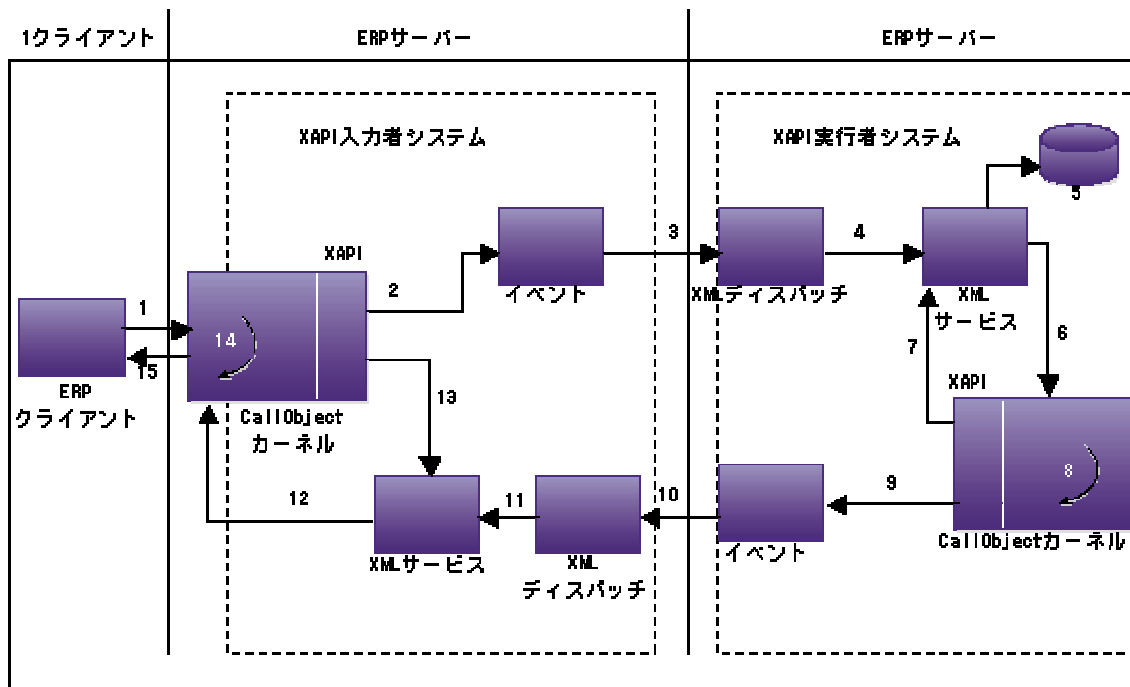 1クライアント
ERPサーバー
ERPサーバー
XAPI入力者システム
XAPI実行者システム
5
3
4
XAPI
2
イベント
XMLディスパッチ
XML
サービス
1
14
15
13
6
7
ERP
クライアント
CallObject
カーネル
XAPI
8
12
11
10
9
XMLサービス
XML
ディスパッチ
イベント
CallObjectカーネル